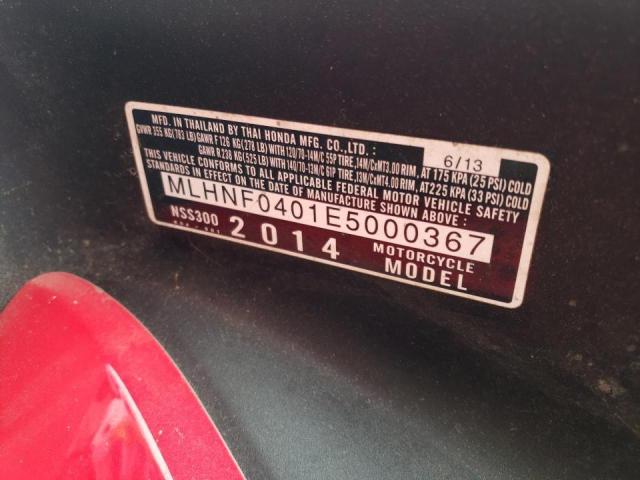 MFD. IN THAILAND BY THAI HONDA MFG. CO.,LTD.: 6/13
GVWR 355 KG(783 LB) GAWR F 126 KG(278 LB) WITH 120/70-14M/C 55P TIRE,14M/CxMT3.00 RIM, AT 175 KPA (25 PSI) COLD
GAWR R 238 KG(525 LB) WITH 140/70-13M/C 61P TIRE,13M/CxMT4.00 RIM, AT 225 KPA (33 PSI) COLD
THIS VEHICLE CONFORMS TO ALL APPLICABLE FEDERAL MOTOR VEHICLE SAFETY
STANDARDS IN EFFECT ON THE DATE OF MANUFACTURE SHOWN ABOVE :
MLHNF0401E5000367
NSS300 2014 MOTORCYCLE
MODEL